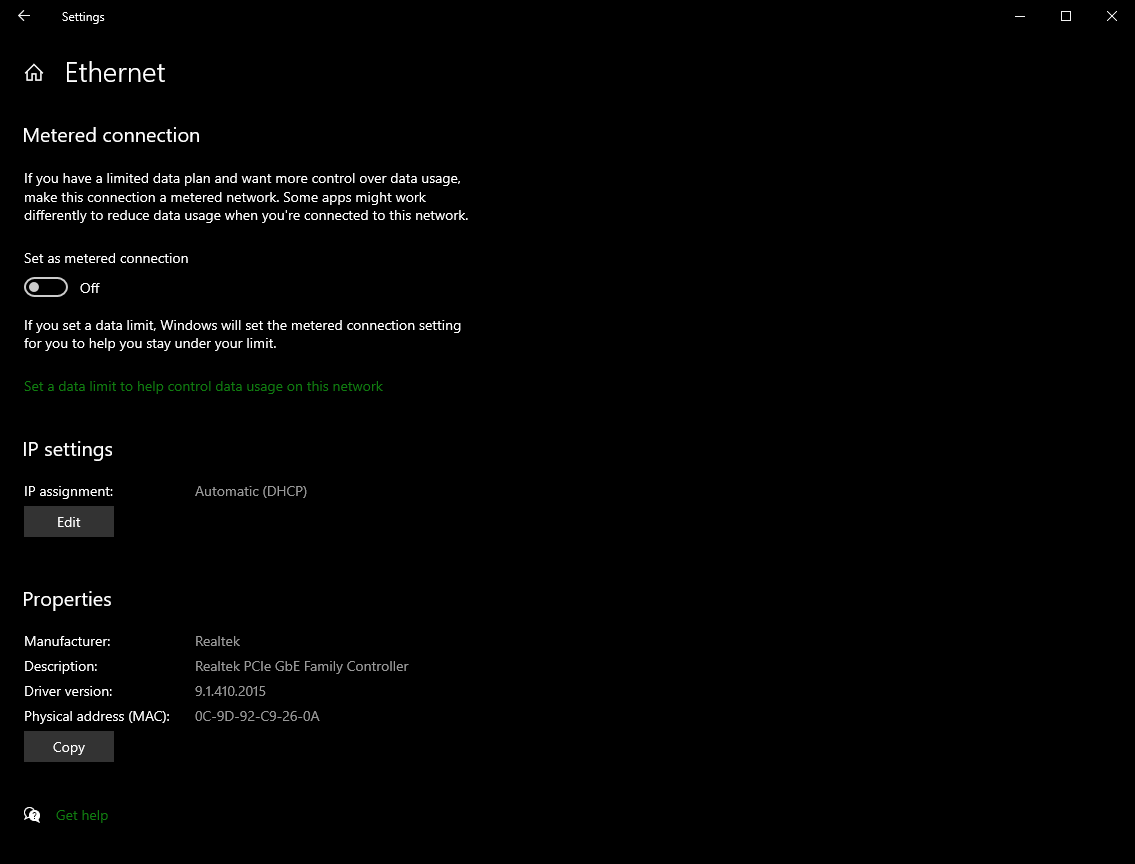 Settings
Ethernet
Metered connection
If you have a limited data plan and want more control over data usage,
make this connection a metered network. Some apps might work
differently to reduce data usage when you're connected to this network.
Set as metered connection
Off
If you set a data limit, Windows will set the metered connection setting
for you to help you stay under your limit.
Set a data limit to help control data usage on this network
IP settings
IP assignment: Automatic (DHCP)
Edit
Properties
Manufacturer: Realtek
Description: Realtek PCIe GbE Family Controller
Driver version: 9.1.410.2015
Physical address (MAC): 0C-9D-92-C9-26-0A
Copy
Get help